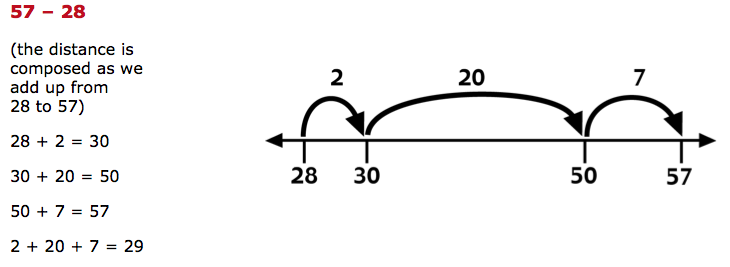 57 – 28
(the distance is
composed as we
add up from
28 to 57)
28 + 2 = 30
30 + 20 = 50
50 + 7 = 57
2 + 20 + 7 = 29
2 20 7
28 30 50 57